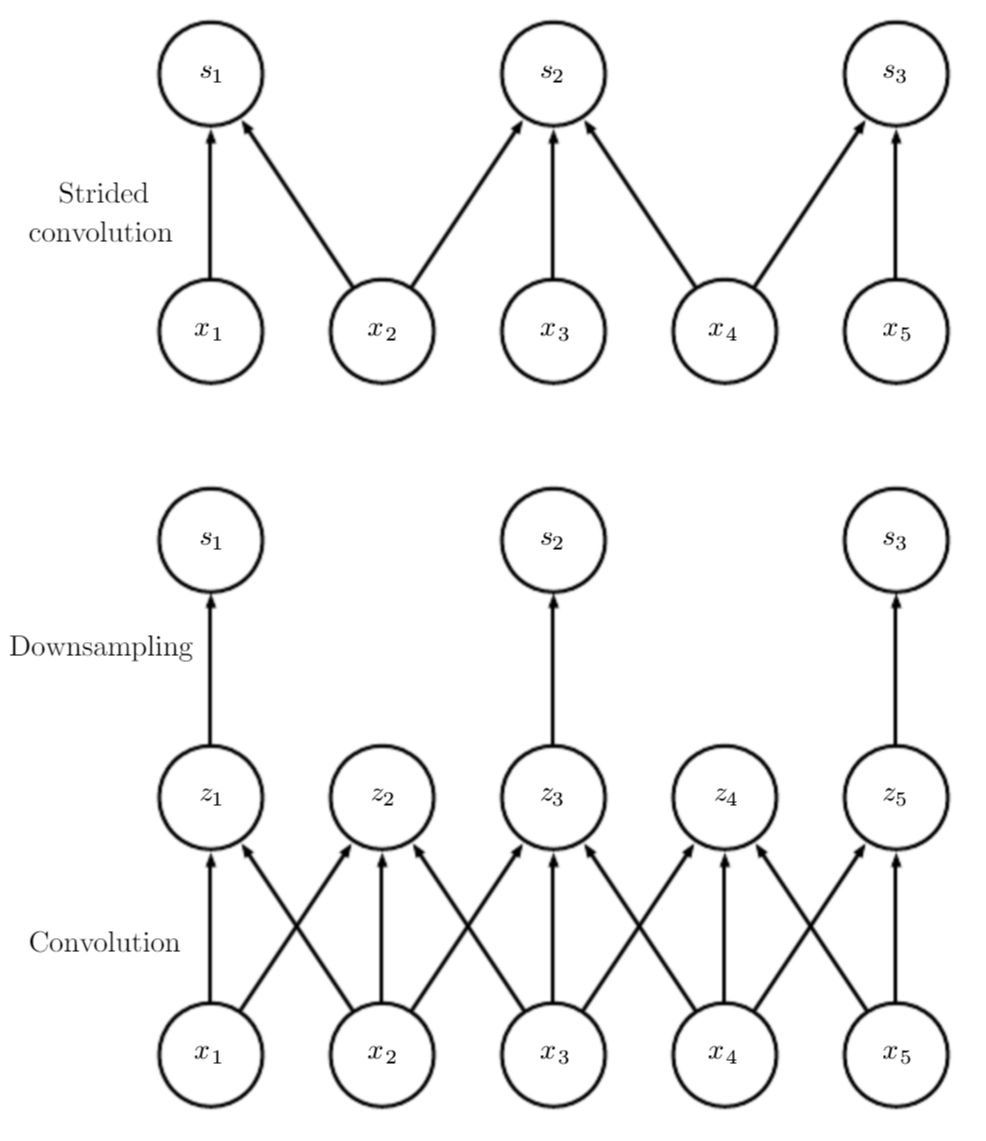 s₁ s₂ s₃
Strided
convolution
x₁ x₂ x₃ x₄ x₅
s₁ s₂ s₃
Downsampling
z₁ z₂ z₃ z₄ z₅
Convolution
x₁ x₂ x₃ x₄ x₅